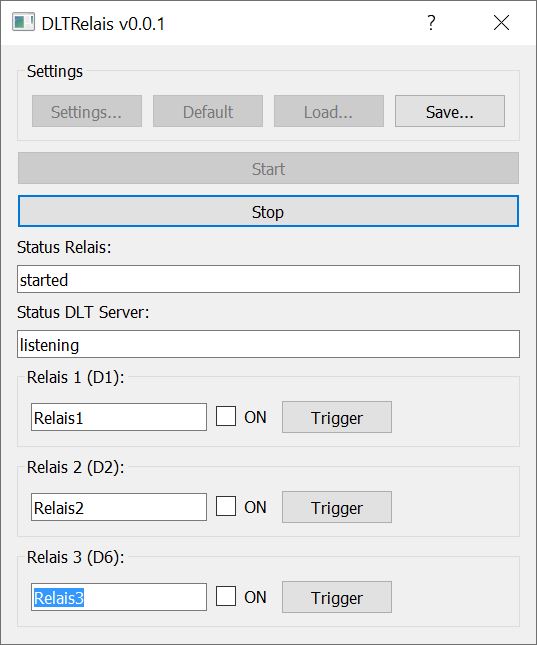 DLTRelais v0.0.1 ?
Settings
Settings... Default Load... Save...
Start
Stop
Status Relais:
started
Status DLT Server:
listening
Relais 1 (D1):
Relais1 ON Trigger
Relais 2 (D2):
Relais2 ON Trigger
Relais 3 (D6):
Relais3 ON Trigger